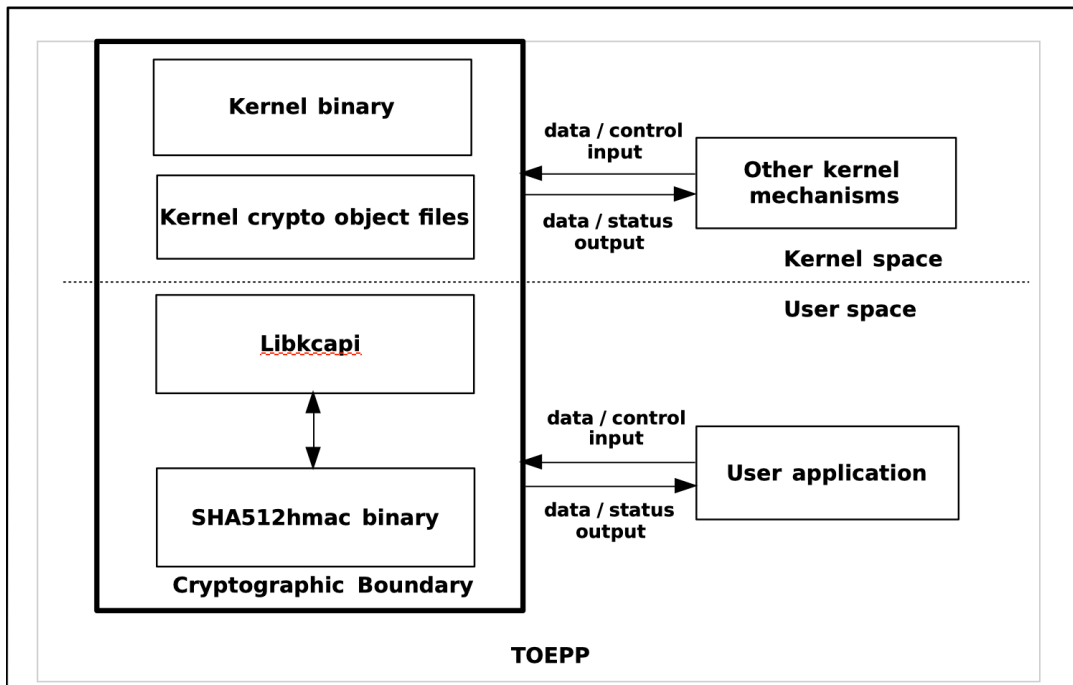 Kernel binary
data / control
input
Other kernel
mechanisms
Kernel crypto object files
data / status
output
Kernel space
User space
Libkcapi
data / control
input
User application
SHA512hmac binary
data / status
output
Cryptographic Boundary
TOEPP